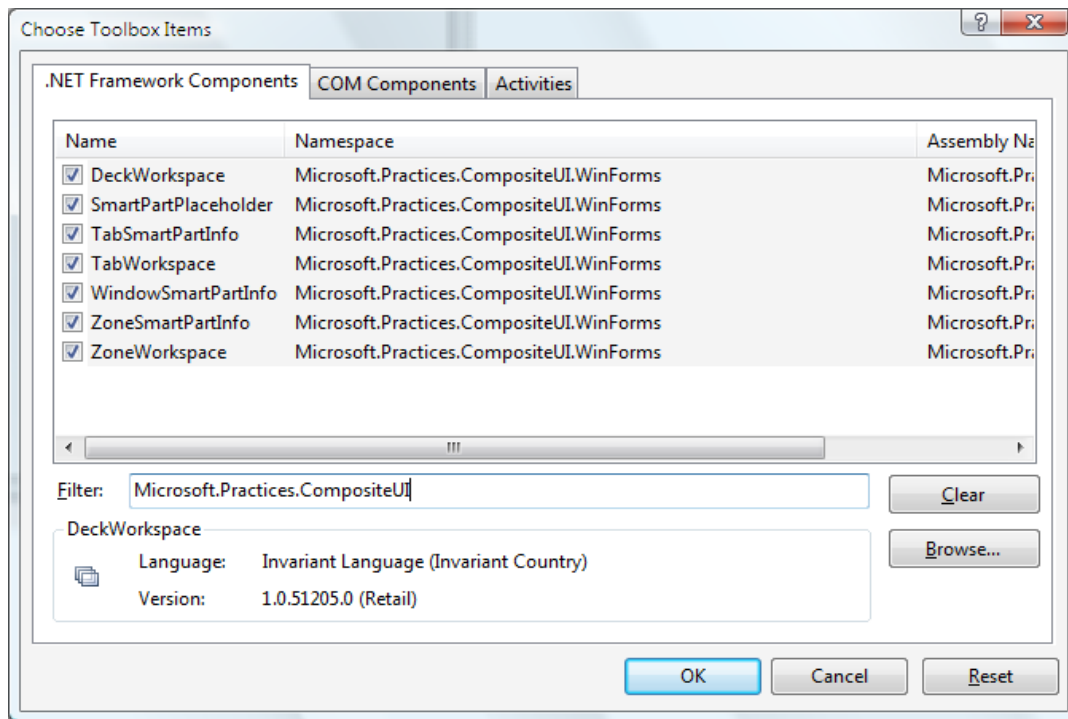 Choose Toolbox Items
.NET Framework Components COM Components Activities
Name Namespace Assembly Na
DeckWorkspace Microsoft.Practices.CompositeUI.WinForms Microsoft.Pra
SmartPartPlaceholder Microsoft.Practices.CompositeUI.WinForms Microsoft.Pra
TabSmartPartInfo Microsoft.Practices.CompositeUI.WinForms Microsoft.Pra
TabWorkspace Microsoft.Practices.CompositeUI.WinForms Microsoft.Pra
WindowSmartPartInfo Microsoft.Practices.CompositeUI.WinForms Microsoft.Pra
ZoneSmartPartInfo Microsoft.Practices.CompositeUI.WinForms Microsoft.Pra
ZoneWorkspace Microsoft.Practices.CompositeUI.WinForms Microsoft.Pra
Filter: Microsoft.Practices.CompositeUI Clear
DeckWorkspace
Language: Invariant Language (Invariant Country) Browse...
Version: 1.0.51205.0 (Retail)
OK Cancel Reset